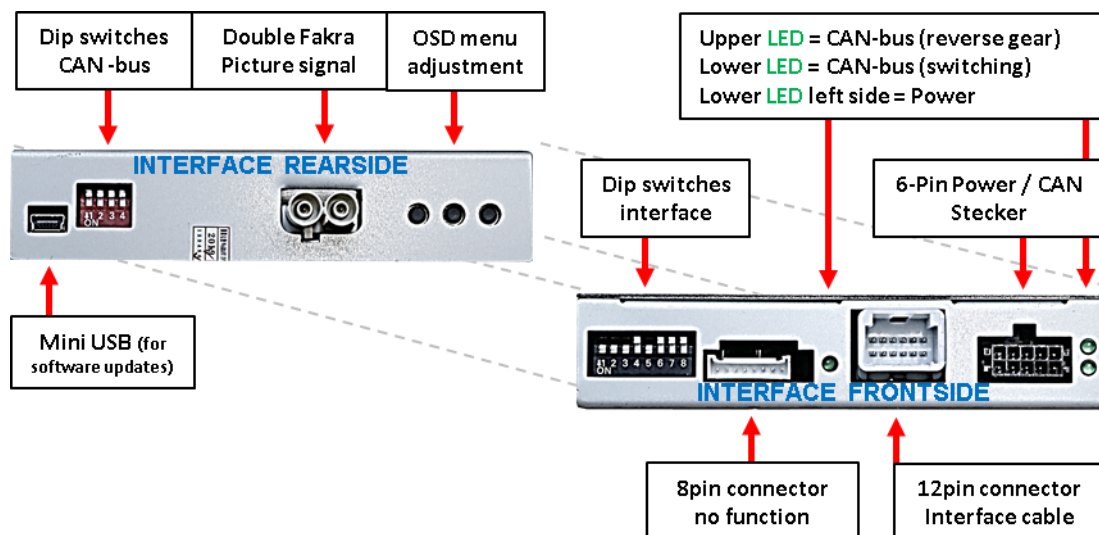 Dip switches
CAN -bus
Double Fakra
Picture signal
OSD menu
adjustment
Upper LED = CAN-bus (reverse gear)
Lower LED = CAN-bus (switching)
Lower LED left side = Power
INTERFACE REARSIDE
1 2 3 4
ON
Dip switches
interface
6-Pin Power / CAN
Stecker
Mini USB (for
software updates)
1 2 3 4 5 6 7 8
ON
INTERFACE FRONTSIDE
8pin connector
no function
12pin connector
Interface cable